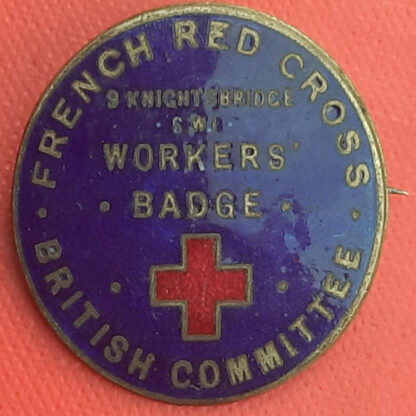 FRENCH RED CROSS
9 KNIGHTSBRIDGE
S.W.1
WORKERS'
BADGE
BRITISH COMMITTEE